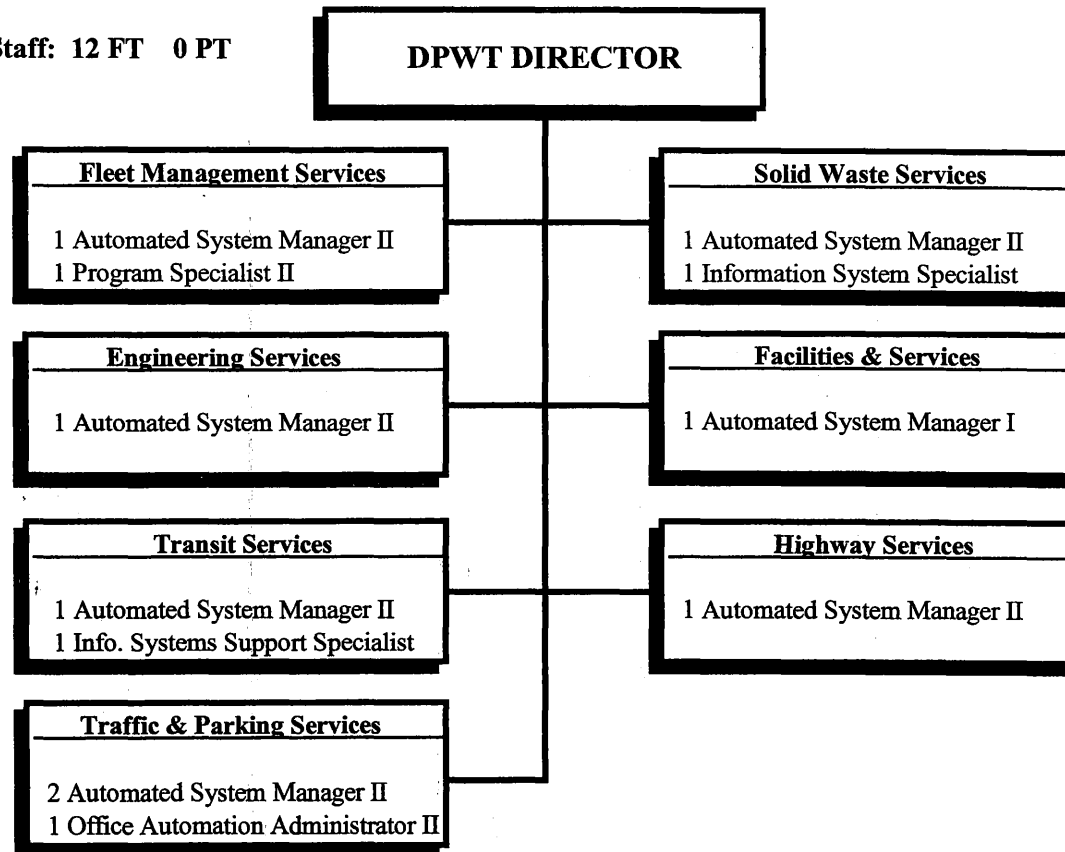 Staff: 12 FT 0 PT
DPWT DIRECTOR
Fleet Management Services
1 Automated System Manager II
1 Program Specialist II
Solid Waste Services
1 Automated System Manager II
1 Information System Specialist
Engineering Services
1 Automated System Manager II
Facilities & Services
1 Automated System Manager I
Transit Services
1 Automated System Manager II
1 Info. Systems Support Specialist
Highway Services
1 Automated System Manager II
Traffic & Parking Services
2 Automated System Manager II
1 Office Automation Administrator II